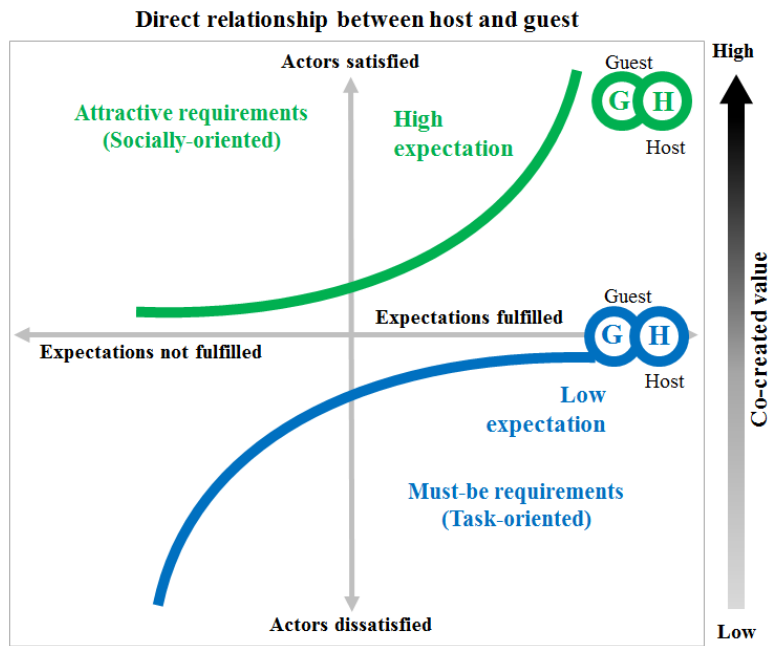 Direct relationship between host and guest
Actors satisfied
High
Guest
Attractive requirements
(Socially-oriented)
High
expectation
G H
Host
Co-created value
Guest
Expectations fulfilled
G H
Expectations not fulfilled
Host
Low
expectation
Must-be requirements
(Task-oriented)
Actors dissatisfied
Low